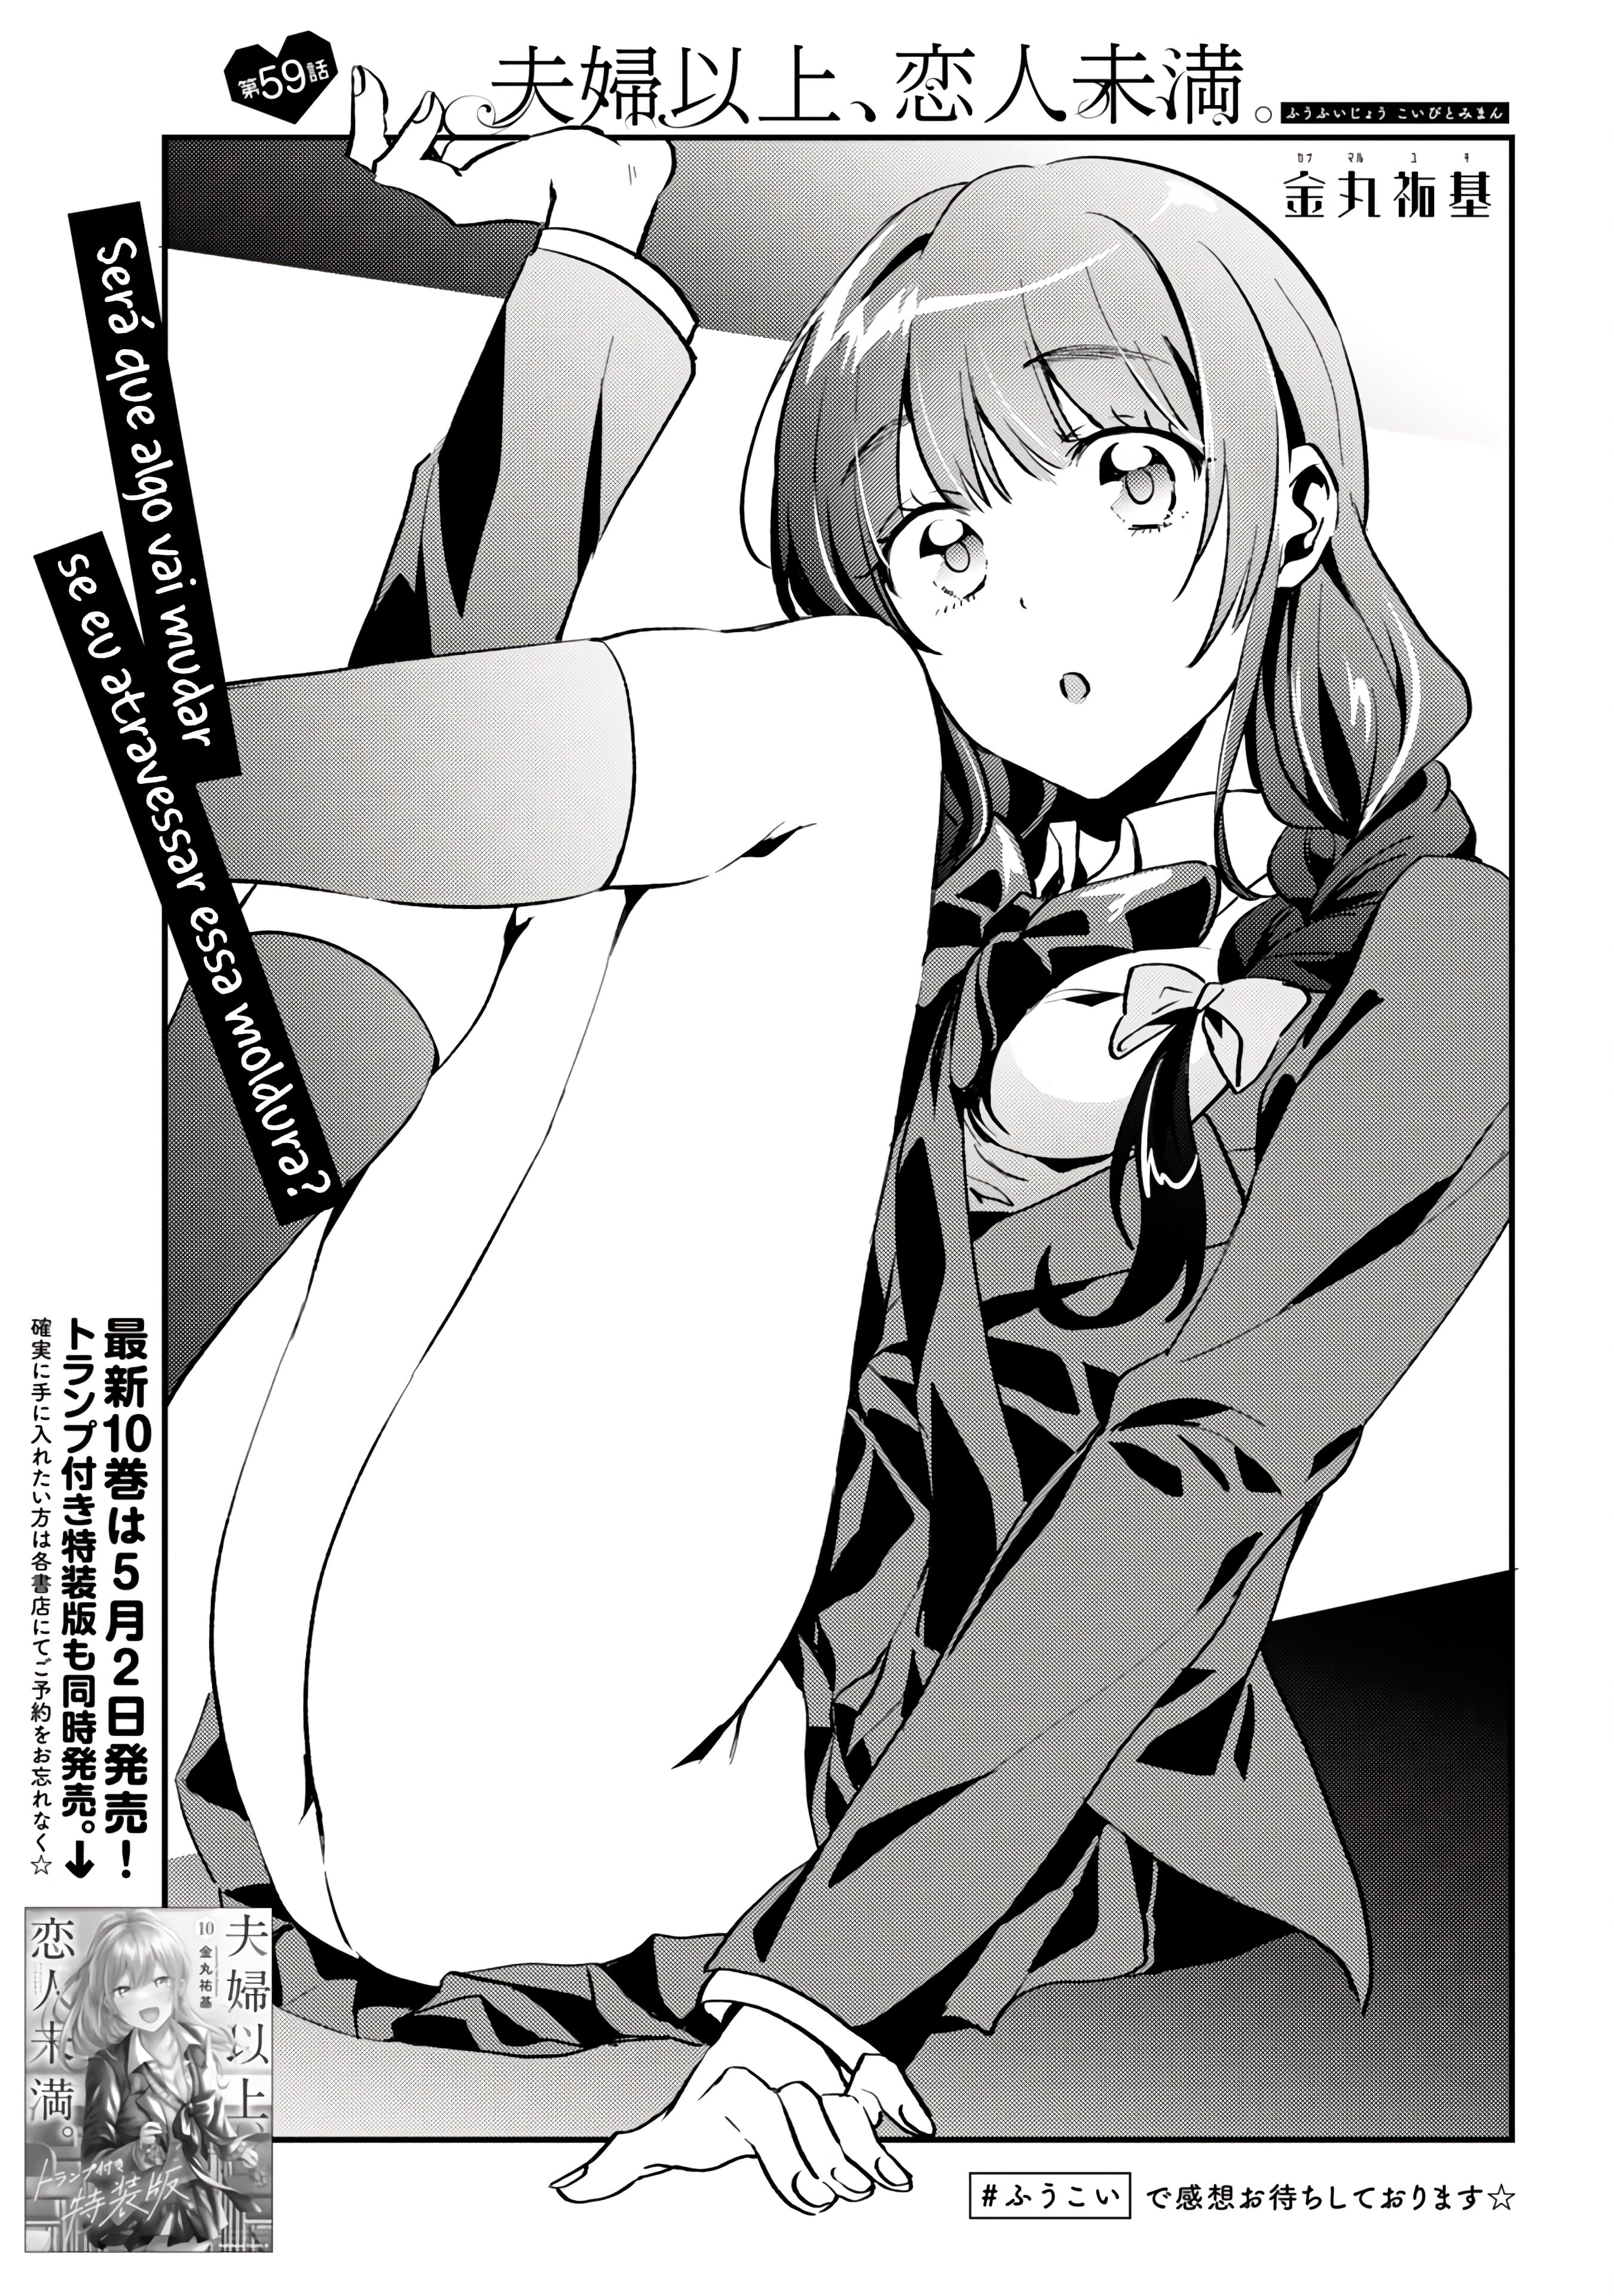 第59話
夫婦以上、恋人未満。
ふうふいじょう こいびとみまん
カナ マル ユウ キ
金丸祐基
Será que algo vai mudar
se eu atravessar essa moldura?
最新10巻は5月2日発売!
トランプ付き特装版も同時発売。↓
確実に手に入れたい方は各書店にてご予約をお忘れなく☆
夫婦以上、
恋人未満。
10
金丸祐基
トランプ付き
特装版
#ふうこい で感想お待ちしております☆